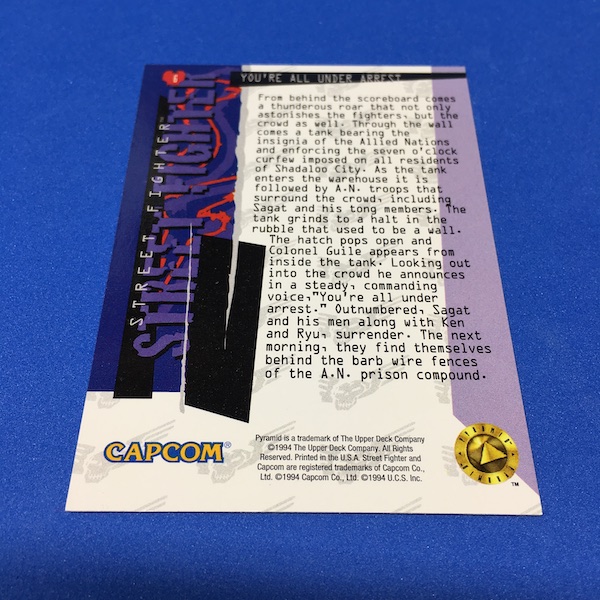 6
YOU'RE ALL UNDER ARREST
STREET FIGHTER™
STREET FIGHTER
From behind the scoreboard comes
a thunderous roar that not only
astonishes the fighters, but the
crowd as well. Through the wall
comes a tank bearing the
insignia of the Allied Nations
and enforcing the seven o'clock
curfew imposed on all residents
of Shadaloo City. As the tank
enters the warehouse it is
followed by A.N. troops that
surround the crowd, including
Sagat and his tong members. The
tank grinds to a halt in the
rubble that used to be a wall.
The hatch pops open and
Colonel Guile appears from
inside the tank. Looking out
into the crowd he announces
in a steady, commanding
voice,"You're all under
arrest." Outnumbered, Sagat
and his men along with Ken
and Ryu, surrender. The next
morning, they find themselves
behind the barb wire fences
of the A.N. prison compound.
CAPCOM®
Pyramid is a trademark of The Upper Deck Company
©1994 The Upper Deck Company. All Rights
Reserved. Printed in the U.S.A. Street Fighter and
Capcom are registered trademarks of Capcom Co.,
Ltd. ©1994 Capcom Co., Ltd. ©1994 U.C.S. Inc.
™